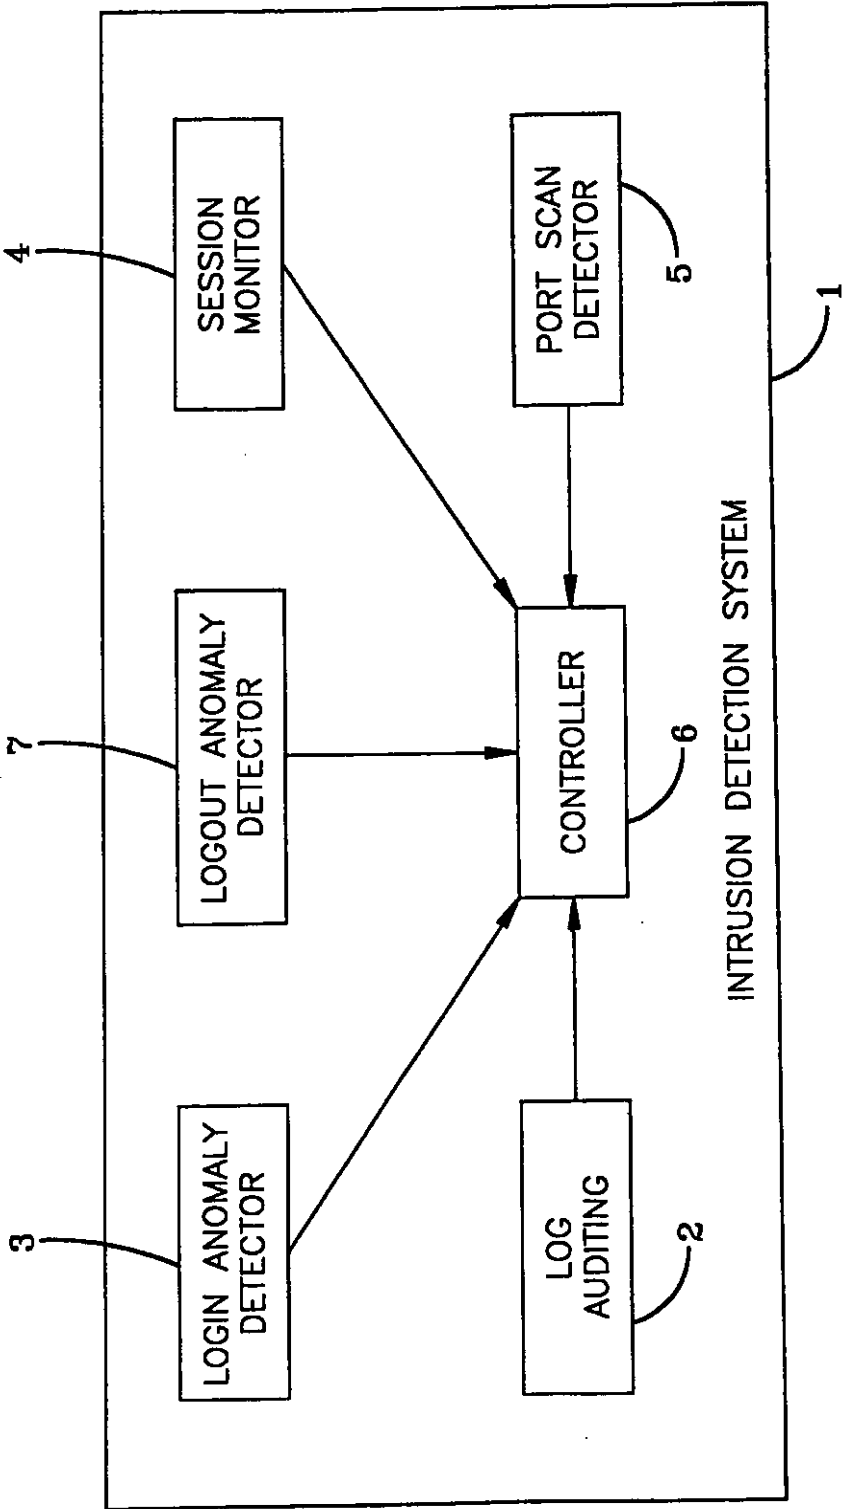 3
7
4
LOGIN ANOMALY
DETECTOR
LOGOUT ANOMALY
DETECTOR
SESSION
MONITOR
LOG
AUDITING
CONTROLLER
PORT SCAN
DETECTOR
2
6
5
INTRUSION DETECTION SYSTEM
1